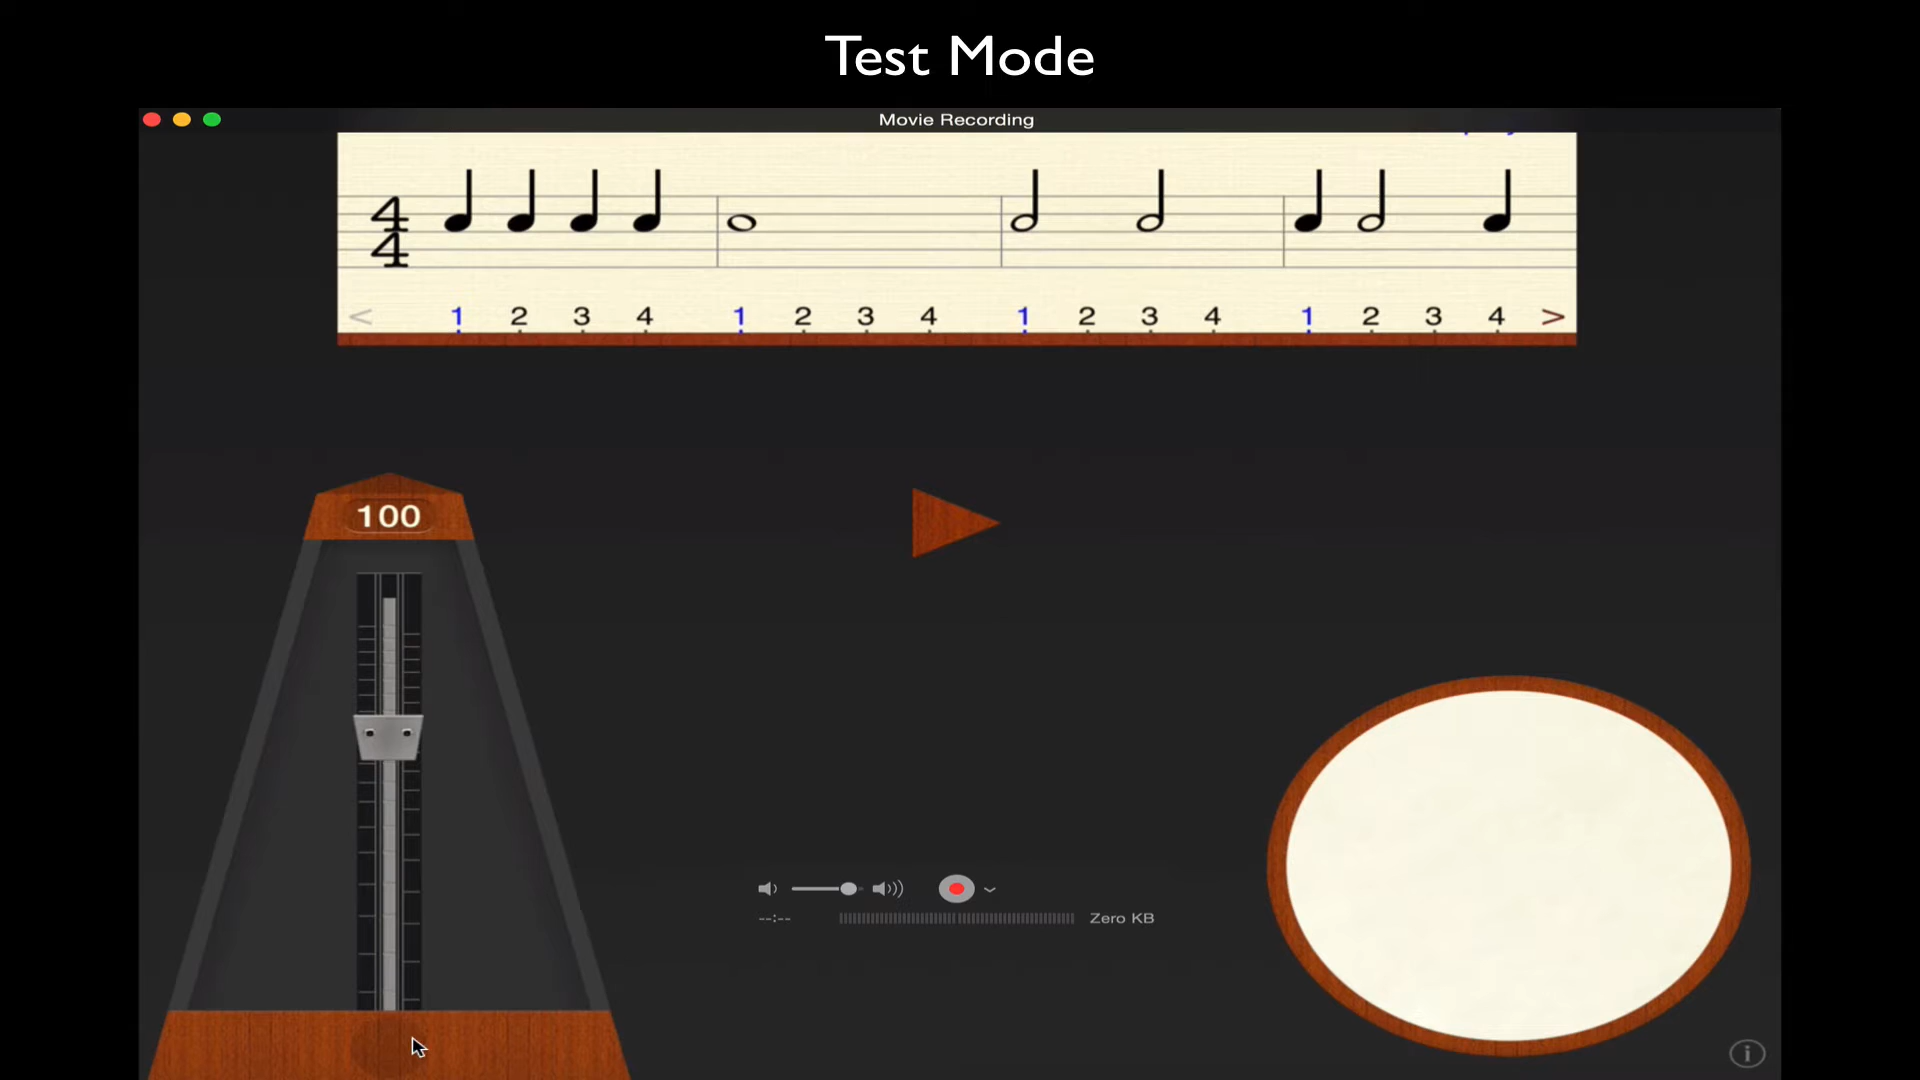 Test Mode
Movie Recording
4
4
< 1 2 3 4 1 2 3 4 1 2 3 4 1 2 3 4 >
100
--:-- Zero KB
i